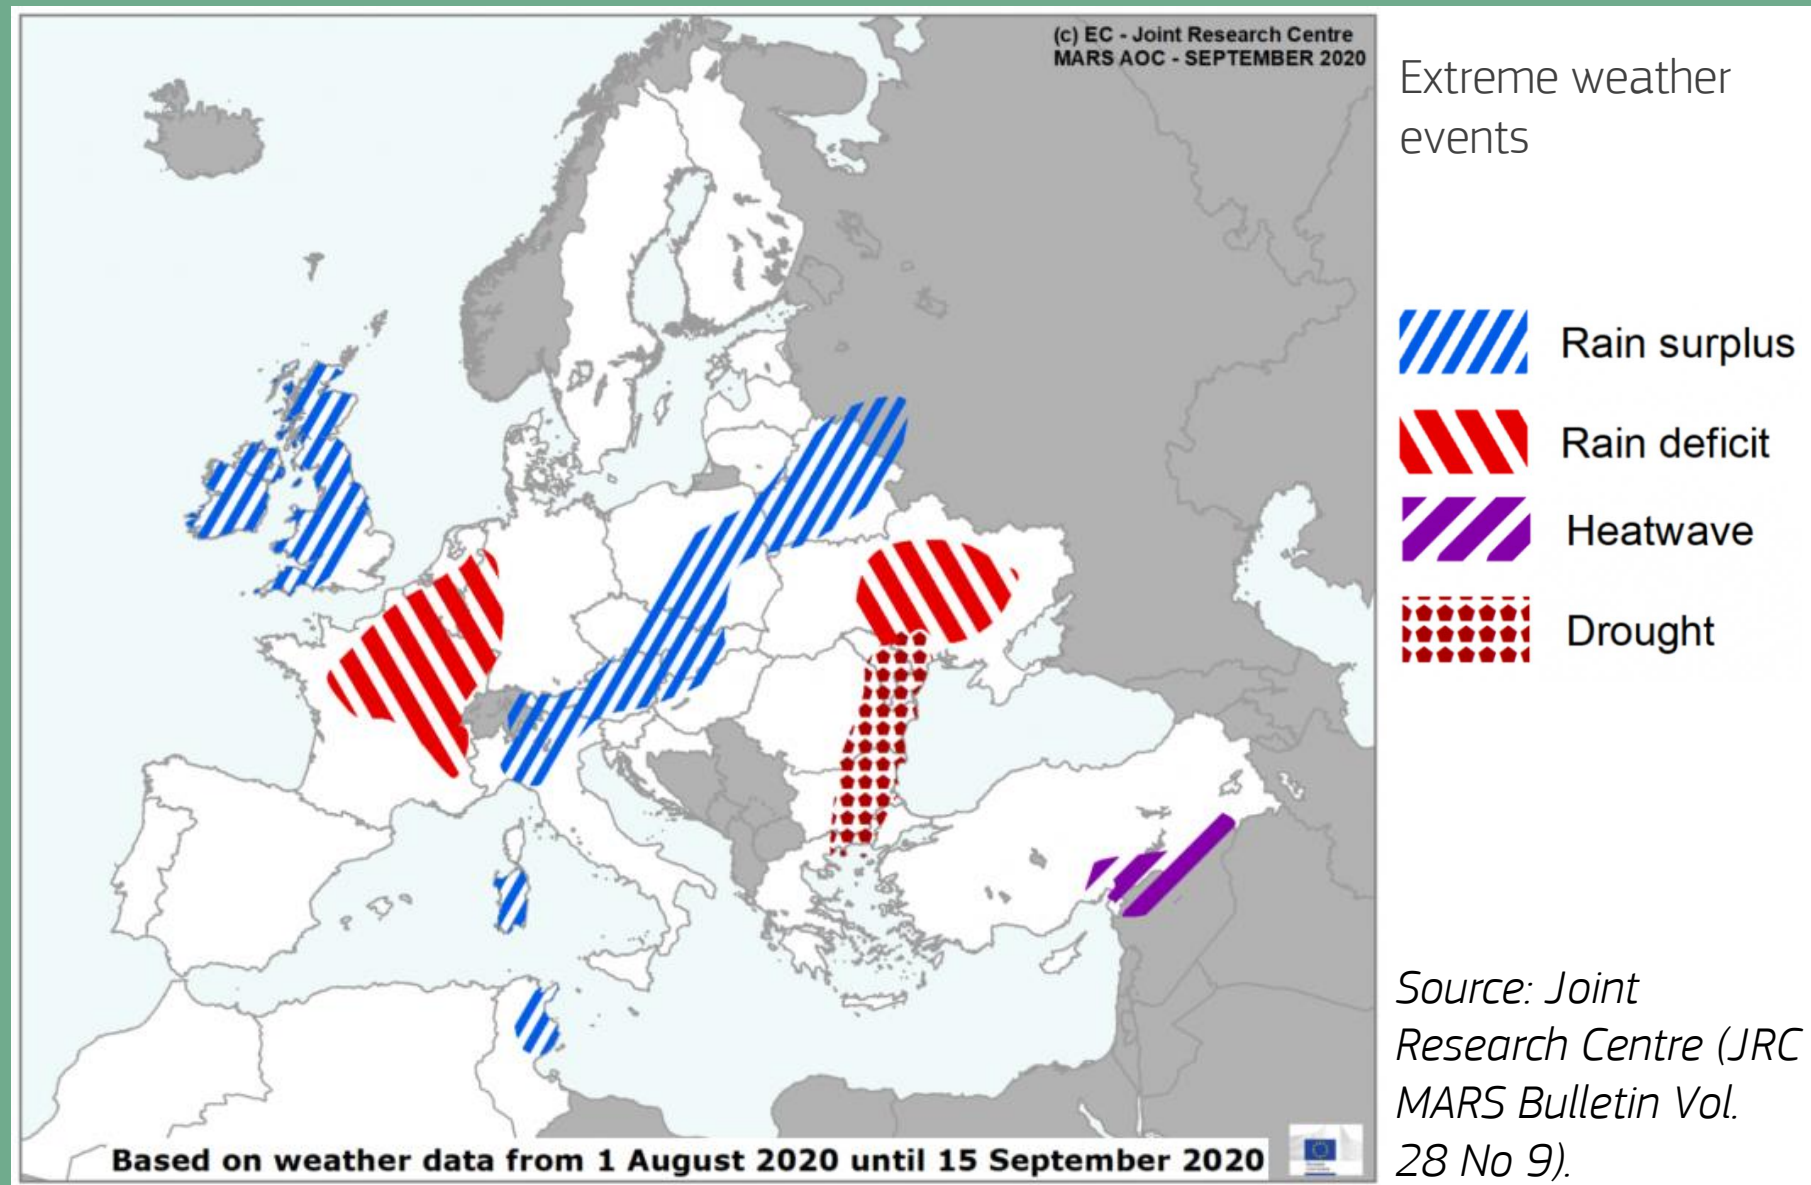 (c) EC - Joint Research Centre
MARS AOC - SEPTEMBER 2020
Extreme weather
events
Rain surplus
Rain deficit
Heatwave
Drought
Source: Joint
Research Centre (JRC
MARS Bulletin Vol.
28 No 9).
Based on weather data from 1 August 2020 until 15 September 2020